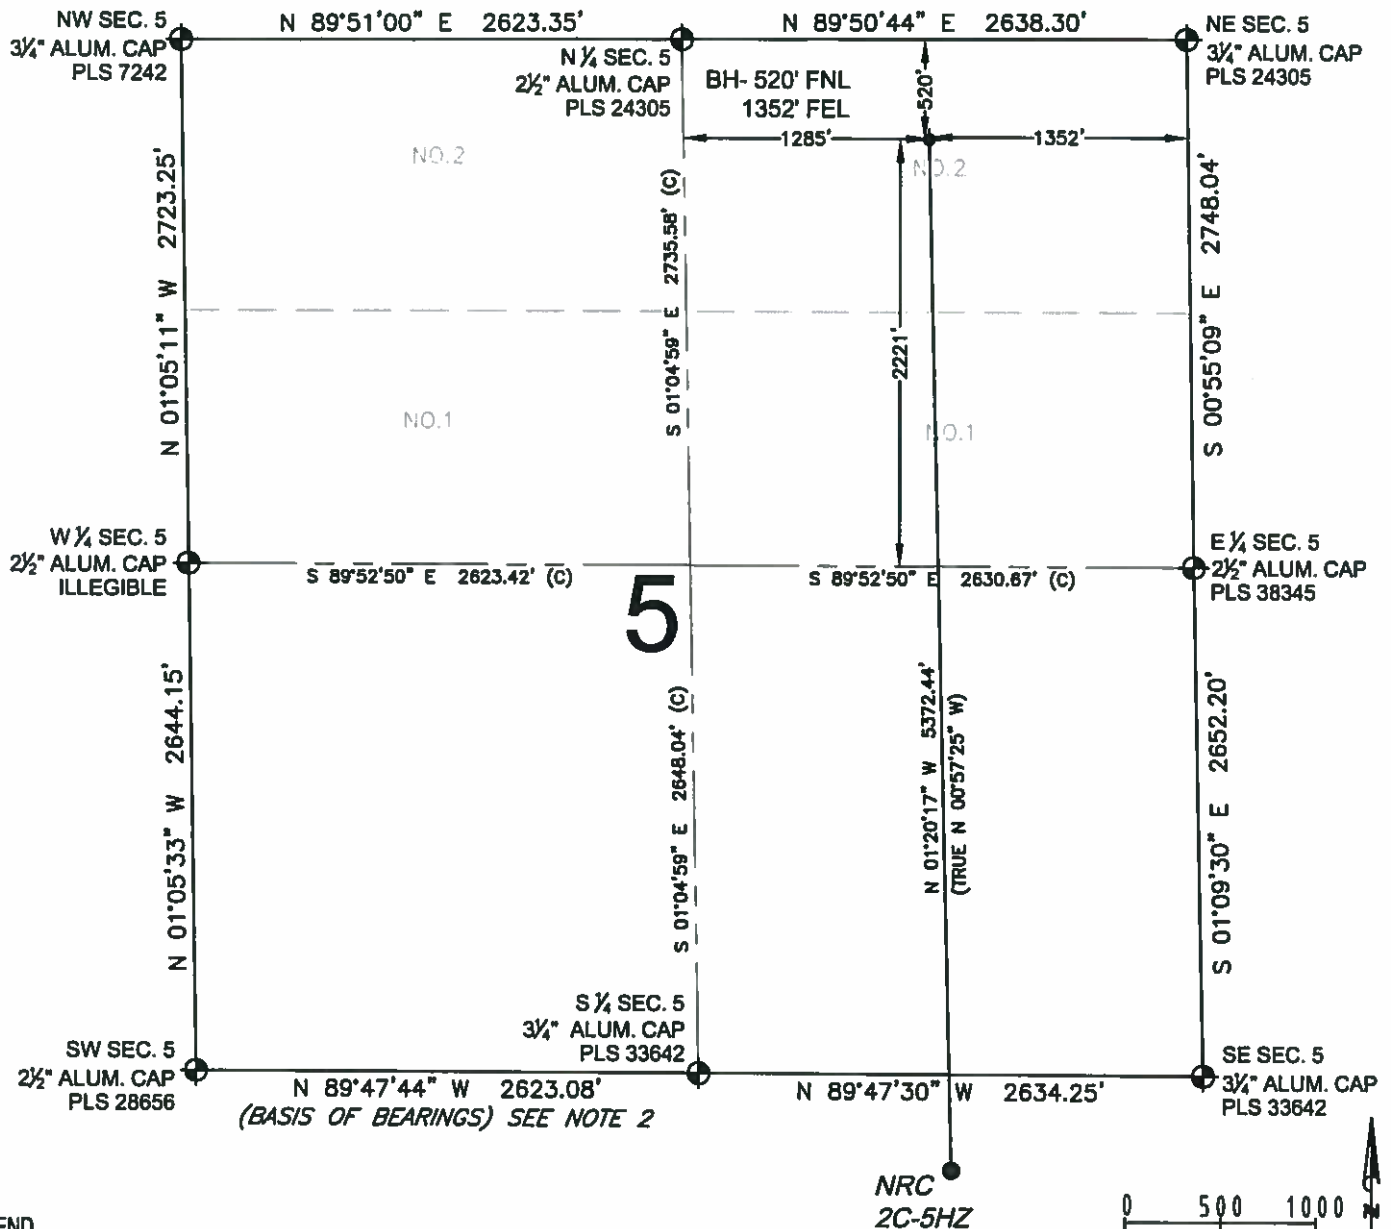 NW SEC. 5
3¼" ALUM. CAP
PLS 7242
N 89°51'00" E 2623.35'
N 89°50'44" E 2638.30'
NE SEC. 5
3¼" ALUM. CAP
PLS 24305
N ¼ SEC. 5
2½" ALUM. CAP
PLS 24305
BH- 520' FNL
1352' FEL
520'
1285'
1352'
NO.2
NO.2
N 01°05'11" W 2723.25'
S 01°04'59" E 2735.58' (C)
2221'
S 00°55'09" E 2748.04'
NO.1
NO.1
W ¼ SEC. 5
2½" ALUM. CAP
ILLEGIBLE
S 89°52'50" E 2623.42' (C)
S 89°52'50" E 2630.67' (C)
E ¼ SEC. 5
2½" ALUM. CAP
PLS 38345
5
N 01°05'33" W 2644.15'
S 01°04'59" E 2648.04' (C)
N 01°20'17" W 5372.44'
(TRUE N 00°57'25" W)
S 01°09'30" E 2652.20'
S ¼ SEC. 5
3¼" ALUM. CAP
PLS 33642
SW SEC. 5
2½" ALUM. CAP
PLS 28656
N 89°47'44" W 2623.08'
(BASIS OF BEARINGS) SEE NOTE 2
N 89°47'30" W 2634.25'
SE SEC. 5
3¼" ALUM. CAP
PLS 33642
NRC
2C-5HZ
0 500 1000
N